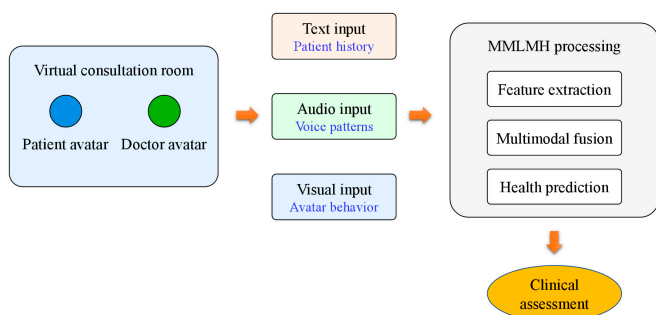 Virtual consultation room
Patient avatar
Doctor avatar
Text input
Patient history
Audio input
Voice patterns
Visual input
Avatar behavior
MMLMH processing
Feature extraction
Multimodal fusion
Health prediction
Clinical
assessment